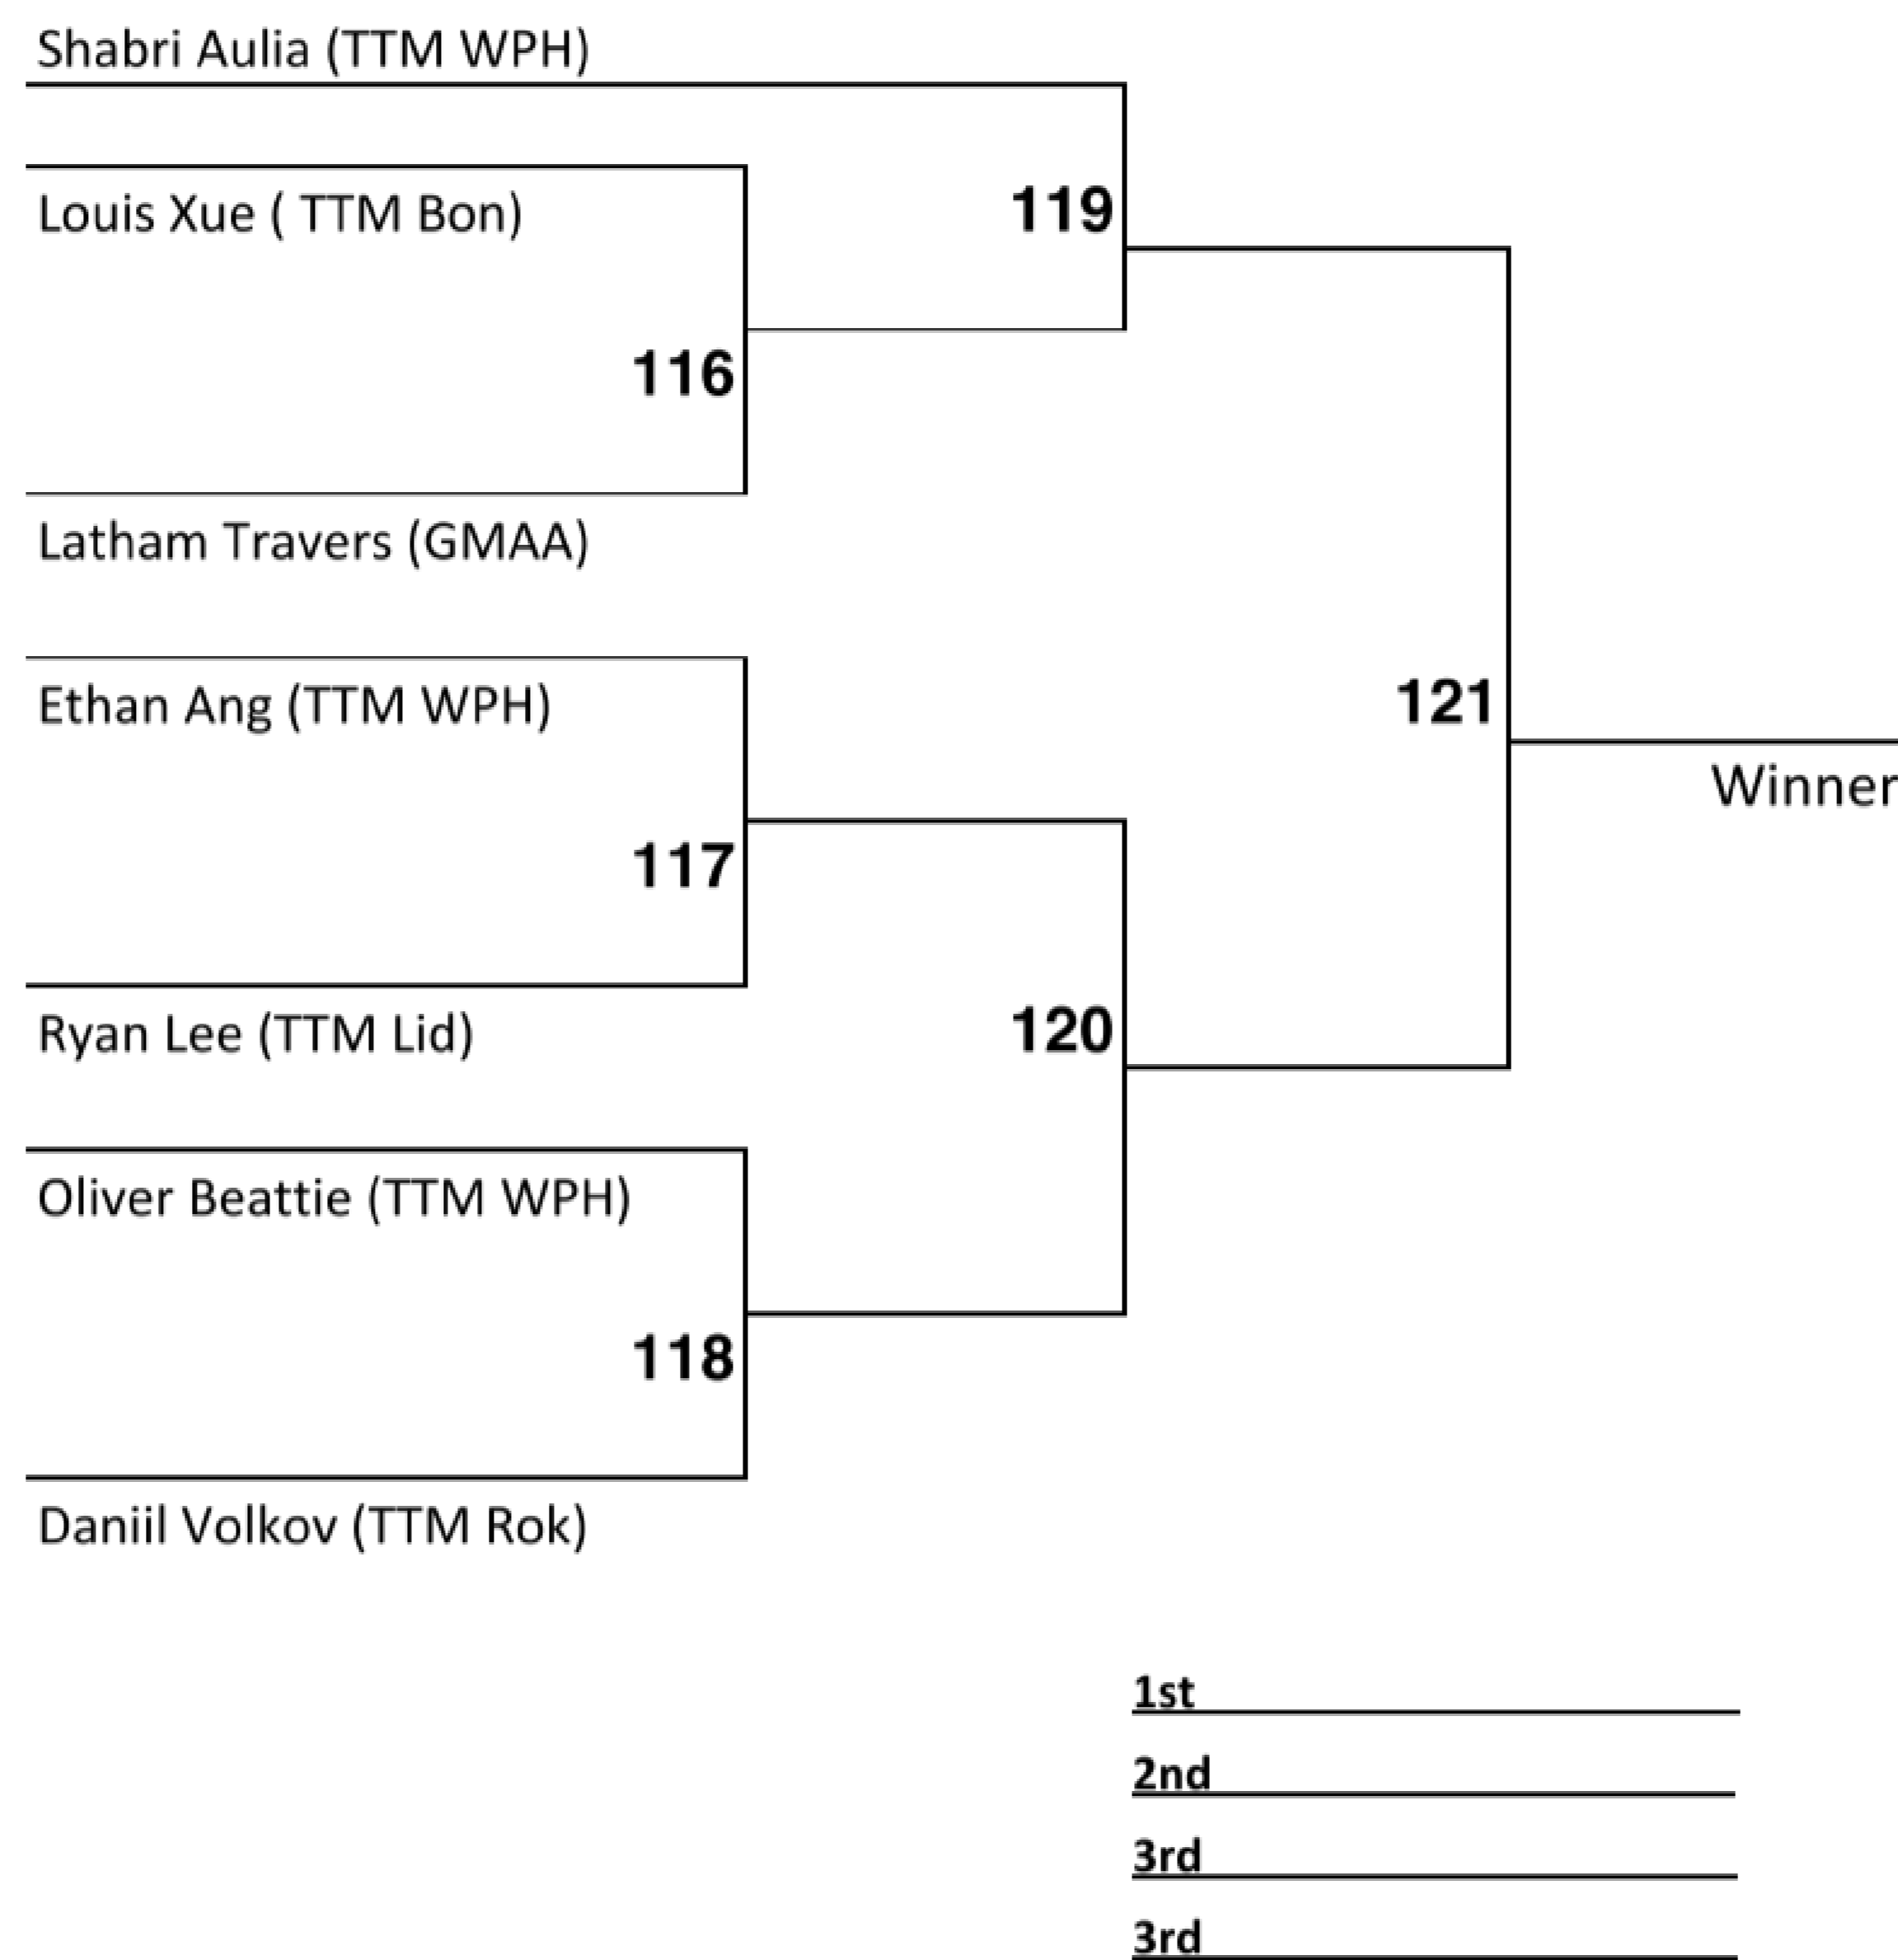 Shabri Aulia (TTM WPH)
Louis Xue ( TTM Bon)
119
116
Latham Travers (GMAA)
Ethan Ang (TTM WPH)
121
Winner
117
Ryan Lee (TTM Lid)
120
Oliver Beattie (TTM WPH)
118
Daniil Volkov (TTM Rok)
1st
2nd
3rd
3rd